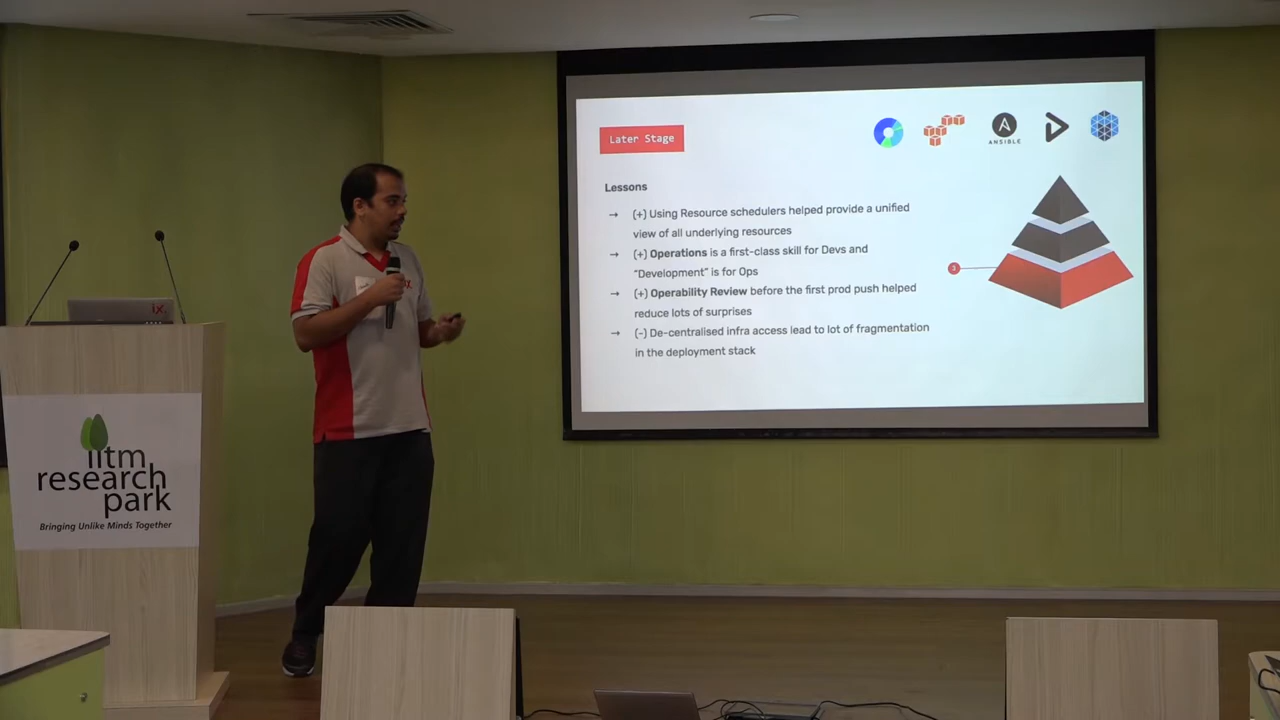 Later Stage
ANSIBLE
Lessons
→ (+) Using Resource schedulers helped provide a unified
view of all underlying resources
→ (+) Operations is a first-class skill for Devs and
“Development” is for Ops
→ (+) Operability Review before the first prod push helped
reduce lots of surprises
→ (-) De-centralised infra access lead to lot of fragmentation
in the deployment stack
iitm
research
park
Bringing Unlike Minds Together